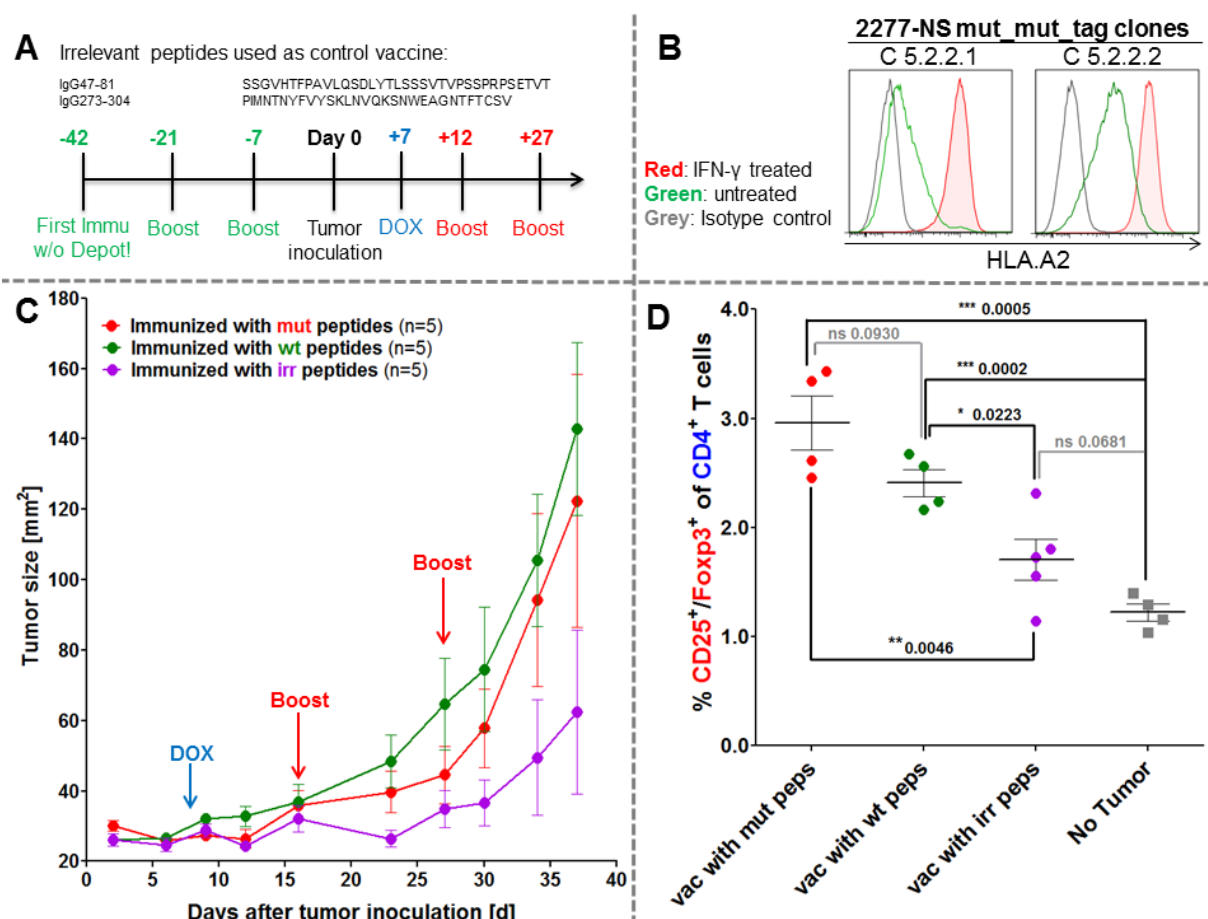 A
Irrelevant peptides used as control vaccine:
IgG47-81 SSGVHTFPAVLQSDLYTLSSSVTVPSSPRPSETVT
IgG273-304 PIMNTNYFVYSKLNVQKSNWEAGNTFTCSV
-42 -21 -7 Day 0 +7 +12 +27
First Immu w/o Depot! Boost Boost Tumor inoculation DOX Boost Boost
B
2277-NS mut_mut_tag clones
C 5.2.2.1 C 5.2.2.2
Red: IFN-γ treated
Green: untreated
Grey: Isotype control
HLA.A2
C
Immunized with mut peptides (n=5)
Immunized with wt peptides (n=5)
Immunized with irr peptides (n=5)
DOX
Boost
Boost
Tumor size [mm²]
180
160
140
120
100
80
60
40
20
0 5 10 15 20 25 30 35 40
Days after tumor inoculation [d]
D
% CD25⁺/Foxp3⁺ of CD4⁺ T cells
4.0
3.0
2.0
1.0
0.0
*** 0.0005
ns 0.0930
*** 0.0002
* 0.0223
ns 0.0681
** 0.0046
vac with mut peps
vac with wt peps
vac with irr peps
No Tumor